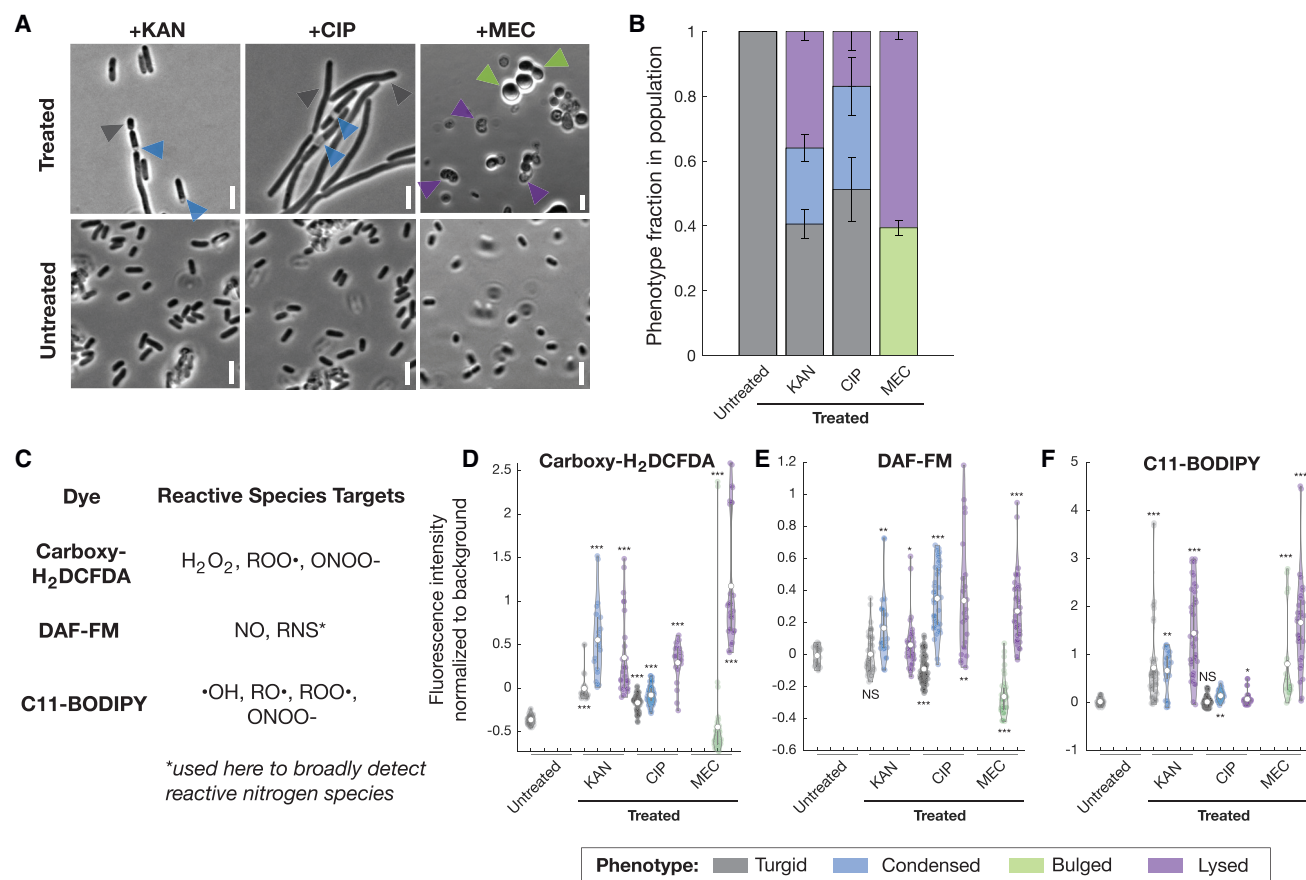 A
+KAN
+CIP
+MEC
Treated
Untreated
B
Phenotype fraction in population
1
0.8
0.6
0.4
0.2
0
Untreated
KAN
CIP
MEC
Treated
C
Dye
Reactive Species Targets
Carboxy-
H2DCFDA
H2O2, ROO•, ONOO-
DAF-FM
NO, RNS*
C11-BODIPY
•OH, RO•, ROO•,
ONOO-
*used here to broadly detect
reactive nitrogen species
D
Carboxy-H2DCFDA
Fluorescence intensity
normalized to background
2.5
2
1.5
1
0.5
0
-0.5
***
***
***
***
***
***
***
***
Untreated
KAN
CIP
MEC
Treated
E
DAF-FM
1.2
1
0.8
0.6
0.4
0.2
0
-0.2
-0.4
-0.6
NS
**
*
***
***
**
***
***
Untreated
KAN
CIP
MEC
Treated
F
C11-BODIPY
5
4
3
2
1
0
-1
***
**
***
NS
**
*
***
***
Untreated
KAN
CIP
MEC
Treated
Phenotype:
Turgid
Condensed
Bulged
Lysed